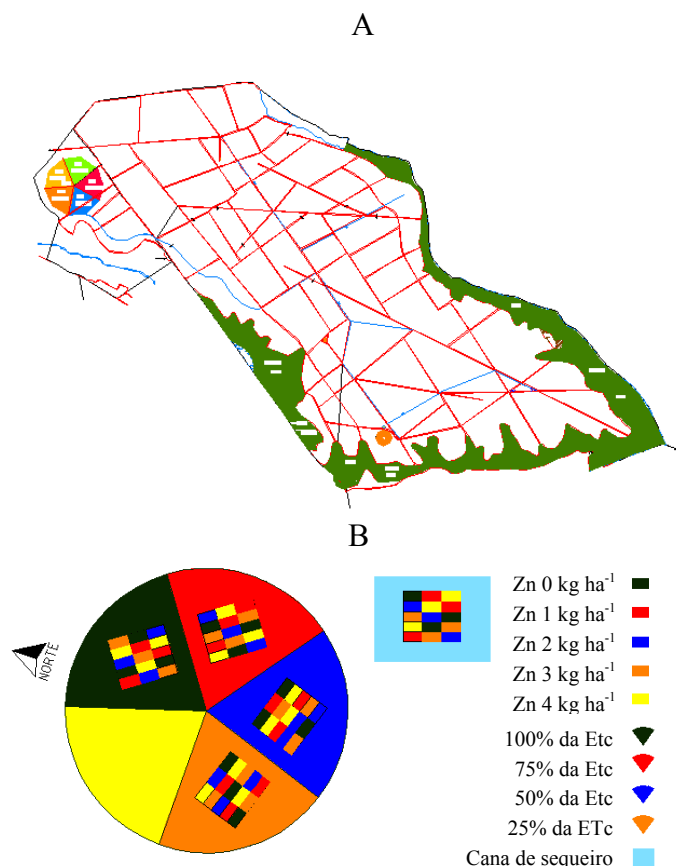 A
B
NORTE
Zn 0 kg ha⁻¹
Zn 1 kg ha⁻¹
Zn 2 kg ha⁻¹
Zn 3 kg ha⁻¹
Zn 4 kg ha⁻¹
100% da Etc
75% da Etc
50% da Etc
25% da ETc
Cana de sequeiro